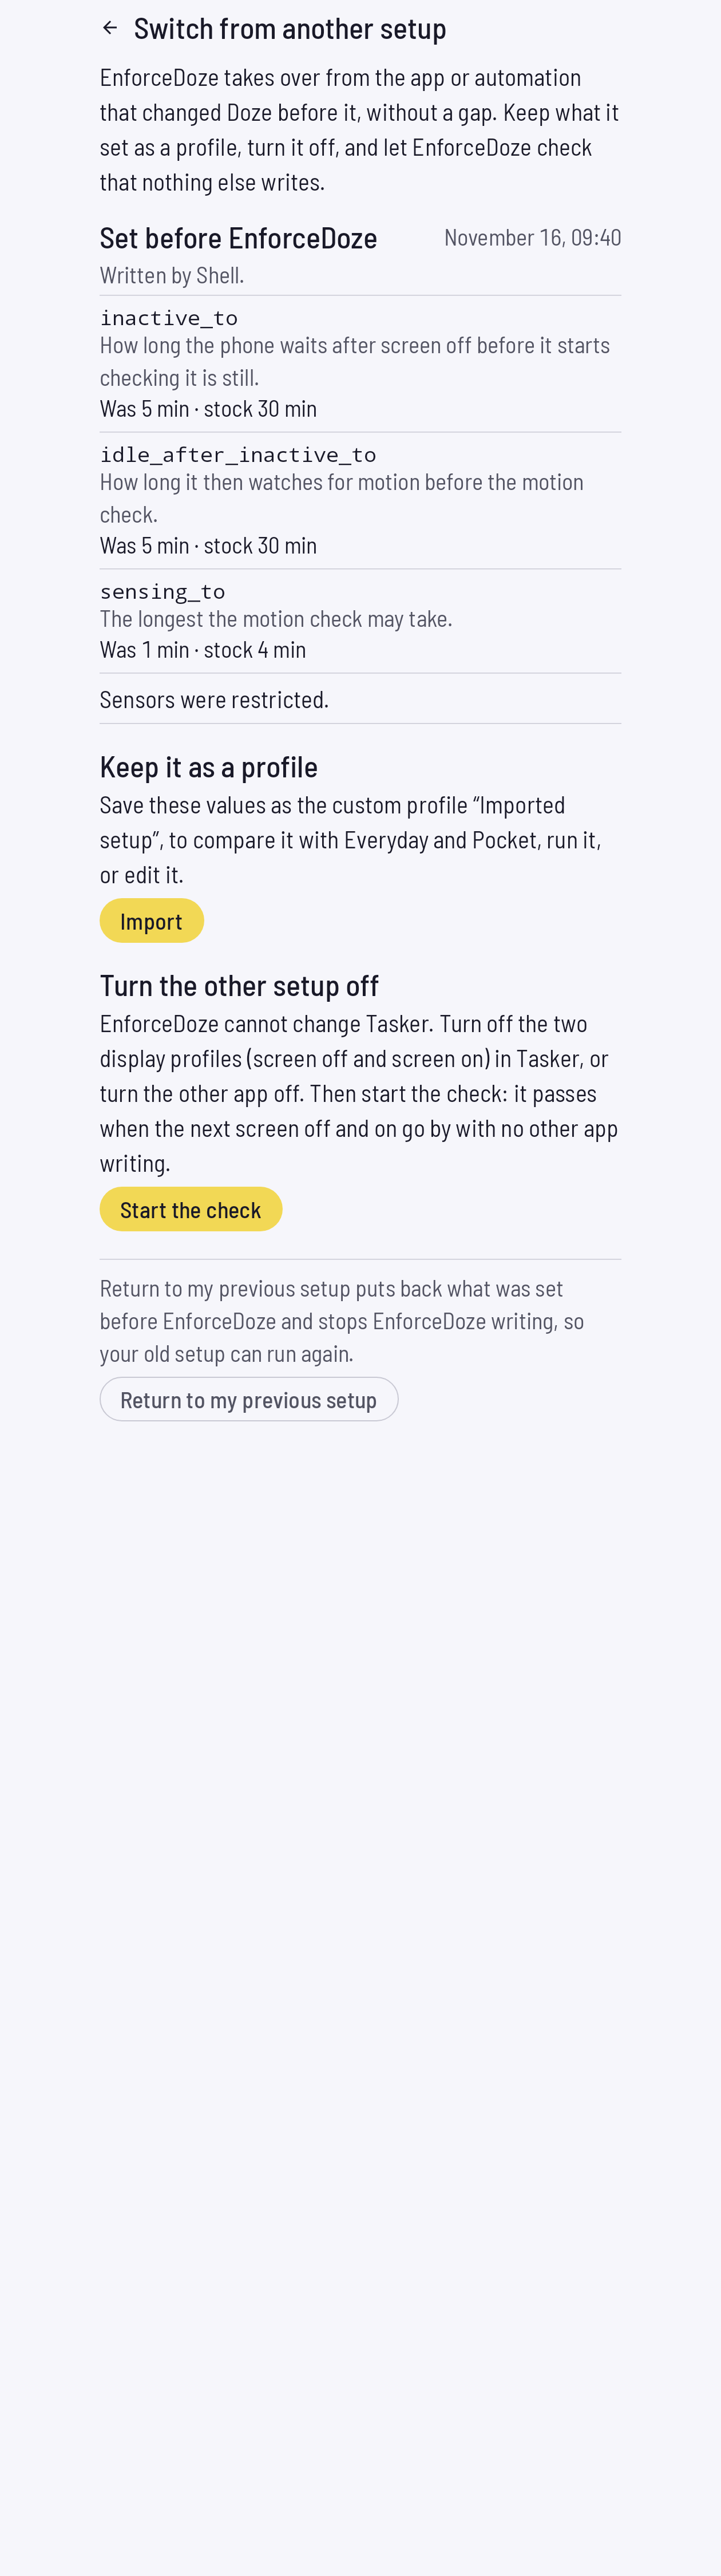 Switch from another setup
EnforceDoze takes over from the app or automation
that changed Doze before it, without a gap. Keep what it
set as a profile, turn it off, and let EnforceDoze check
that nothing else writes.
Set before EnforceDoze
November 16, 09:40
Written by Shell.
inactive_to
How long the phone waits after screen off before it starts
checking it is still.
Was 5 min · stock 30 min
idle_after_inactive_to
How long it then watches for motion before the motion
check.
Was 5 min · stock 30 min
sensing_to
The longest the motion check may take.
Was 1 min · stock 4 min
Sensors were restricted.
Keep it as a profile
Save these values as the custom profile “Imported
setup”, to compare it with Everyday and Pocket, run it,
or edit it.
Import
Turn the other setup off
EnforceDoze cannot change Tasker. Turn off the two
display profiles (screen off and screen on) in Tasker, or
turn the other app off. Then start the check: it passes
when the next screen off and on go by with no other app
writing.
Start the check
Return to my previous setup puts back what was set
before EnforceDoze and stops EnforceDoze writing, so
your old setup can run again.
Return to my previous setup